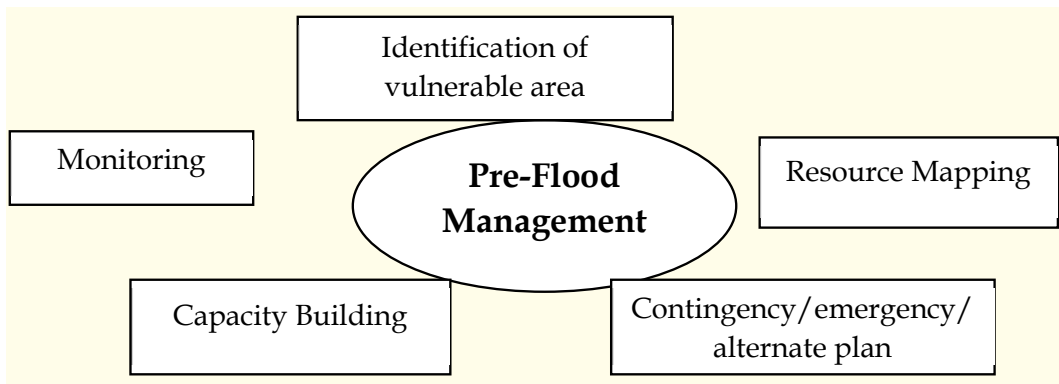 Identification of
vulnerable area
Monitoring
Pre-Flood
Management
Resource Mapping
Capacity Building
Contingency/emergency/
alternate plan